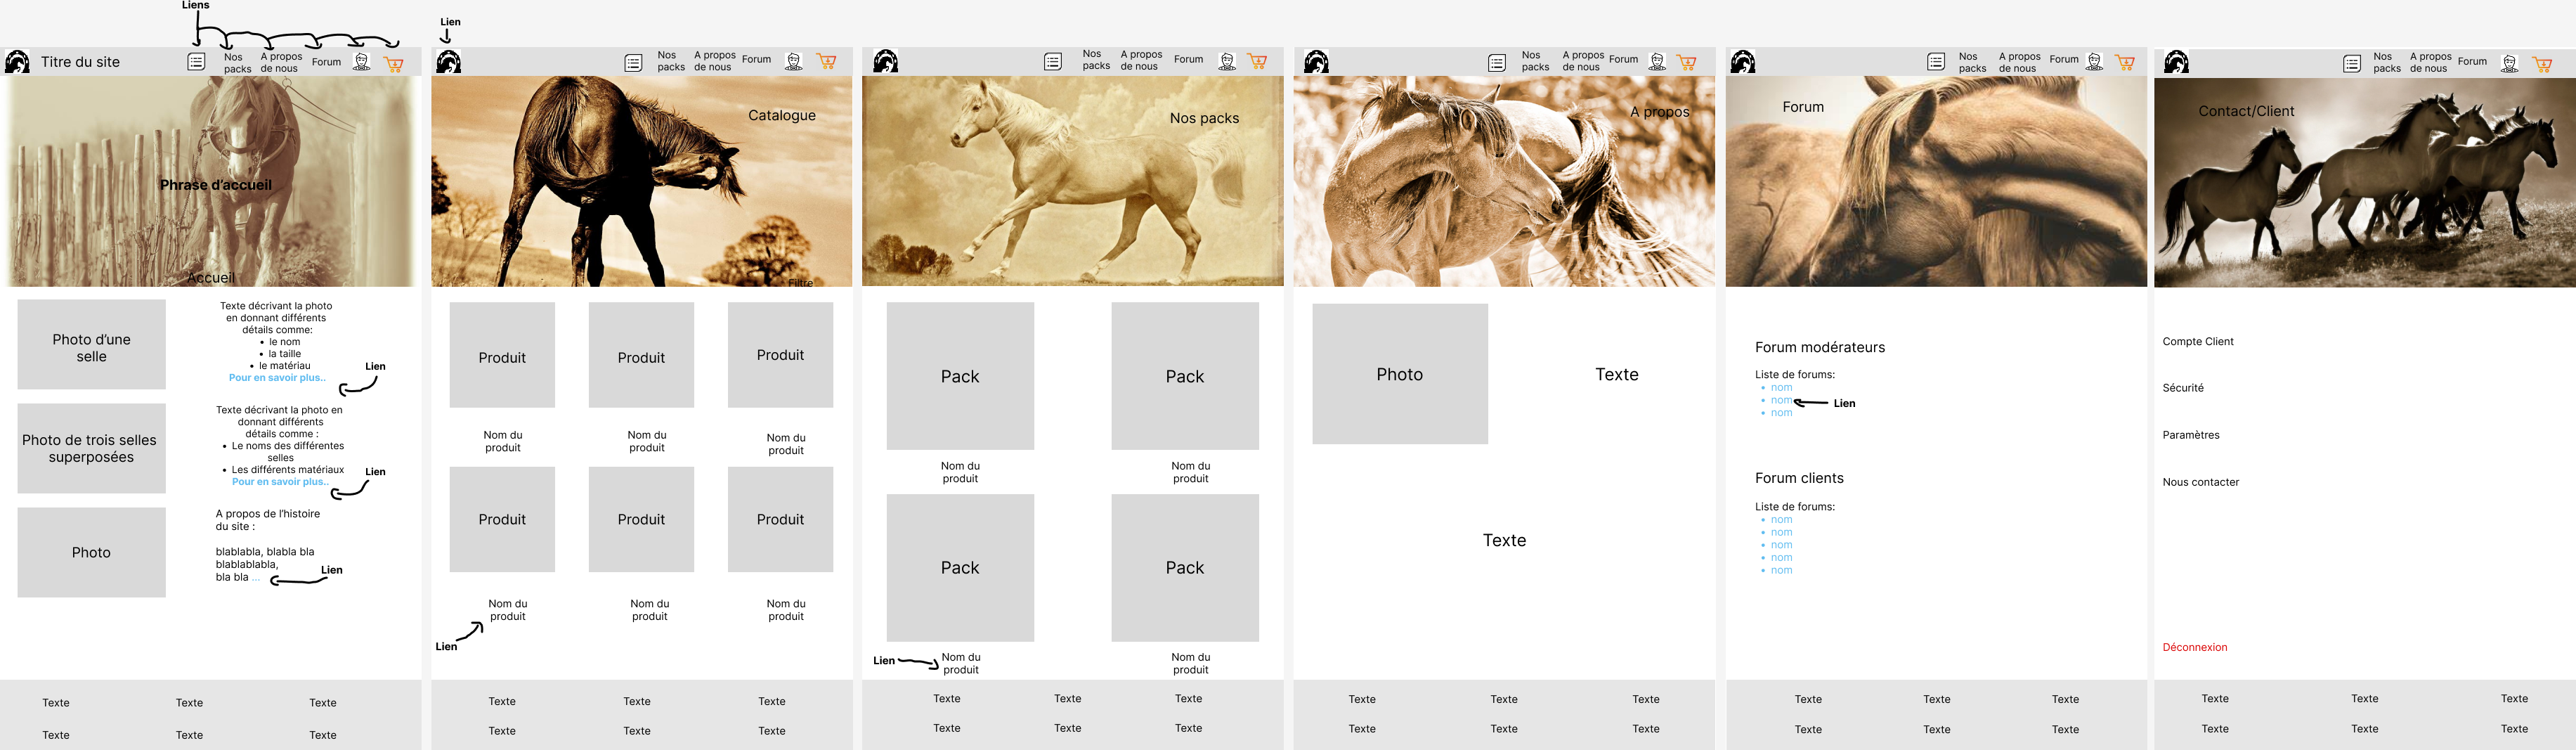 Liens
Titre du site
Nos
packs
A propos
de nous
Forum
Phrase d'accueil
Accueil
Photo d'une
selle
Texte décrivant la photo
en donnant différents
détails comme:
• le nom
• la taille
• le matériau
Pour en savoir plus..
Lien
Photo de trois selles
superposées
Texte décrivant la photo en
donnant différents
détails comme :
• Le noms des différentes
selles
• Les différents matériaux
Pour en savoir plus..
Lien
Photo
A propos de l'histoire
du site :
blablabla, blabla bla
blablablabla,
bla bla ...
Lien
Texte
Texte
Texte
Texte
Texte
Texte
Lien
Nos
packs
A propos
de nous
Forum
Catalogue
Filtre
Produit
Produit
Produit
Nom du
produit
Nom du
produit
Nom du
produit
Produit
Produit
Produit
Nom du
produit
Nom du
produit
Nom du
produit
Lien
Texte
Texte
Texte
Texte
Texte
Texte
Nos
packs
A propos
de nous
Forum
Nos packs
Pack
Pack
Nom du
produit
Nom du
produit
Pack
Pack
Lien
Nom du
produit
Nom du
produit
Texte
Texte
Texte
Texte
Texte
Texte
Nos
packs
A propos
de nous
Forum
A propos
Photo
Texte
Texte
Texte
Texte
Texte
Texte
Texte
Texte
Nos
packs
A propos
de nous
Forum
Forum
Forum modérateurs
Liste de forums:
• nom
• nom
• nom
Lien
Forum clients
Liste de forums:
• nom
• nom
• nom
• nom
• nom
Texte
Texte
Texte
Texte
Texte
Texte
Nos
packs
A propos
de nous
Forum
Contact/Client
Compte Client
Sécurité
Paramètres
Nous contacter
Déconnexion
Texte
Texte
Texte
Texte
Texte
Texte